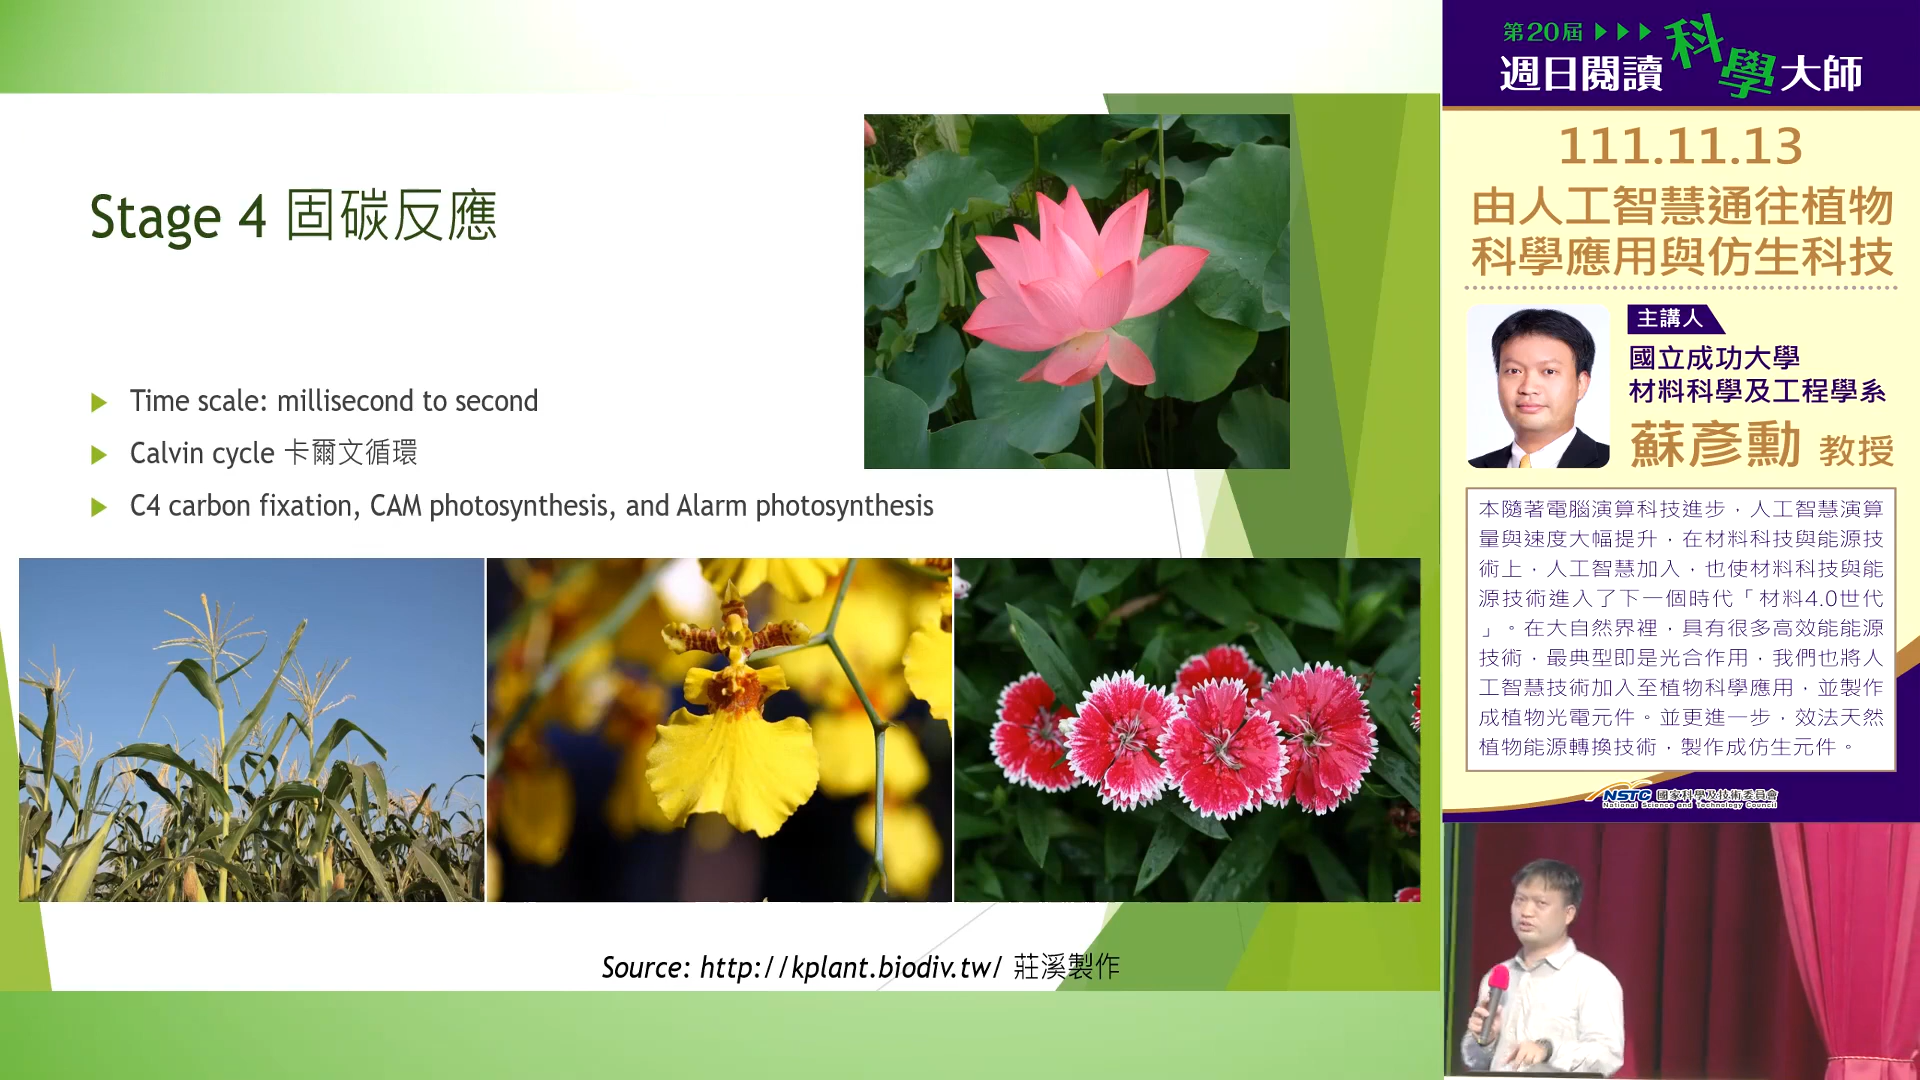 Stage 4 固碳反應
Time scale: millisecond to second
Calvin cycle 卡爾文循環
C4 carbon fixation, CAM photosynthesis, and Alarm photosynthesis
Source: http://kplant.biodiv.tw/ 莊溪製作
第20屆
週日閱讀科學大師
111.11.13
由人工智慧通往植物
科學應用與仿生科技
主講人
國立成功大學
材料科學及工程學系
蘇彥勳 教授
本隨著電腦演算科技進步，人工智慧演算
量與速度大幅提升，在材料科技與能源技
術上，人工智慧加入，也使材料科技與能
源技術進入了下一個時代「材料4.0世代
」。在大自然界裡，具有很多高效能能源
技術，最典型即是光合作用，我們也將人
工智慧技術加入至植物科學應用，並製作
成植物光電元件。並更進一步，效法天然
植物能源轉換技術，製作成仿生元件。
NSTC 國家科學及技術委員會
National Science and Technology Council